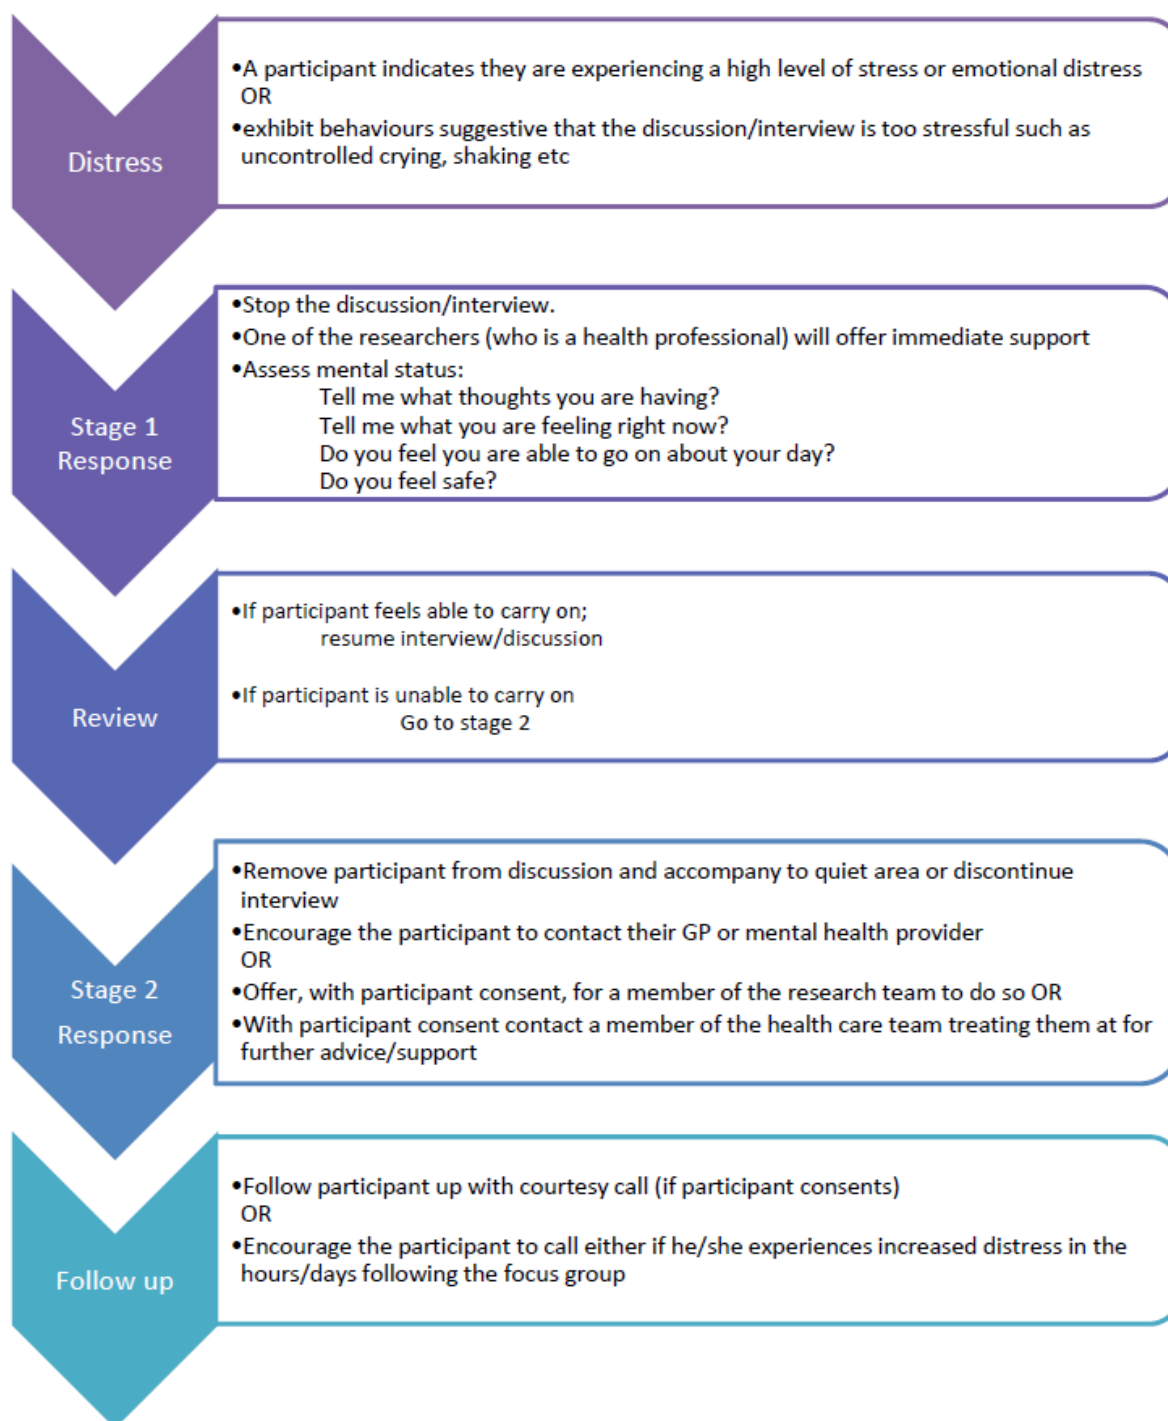 Distress
•A participant indicates they are experiencing a high level of stress or emotional distress
OR
•exhibit behaviours suggestive that the discussion/interview is too stressful such as
uncontrolled crying, shaking etc
Stage 1
Response
•Stop the discussion/interview.
•One of the researchers (who is a health professional) will offer immediate support
•Assess mental status:
Tell me what thoughts you are having?
Tell me what you are feeling right now?
Do you feel you are able to go on about your day?
Do you feel safe?
Review
•If participant feels able to carry on;
resume interview/discussion
•If participant is unable to carry on
Go to stage 2
Stage 2
Response
•Remove participant from discussion and accompany to quiet area or discontinue
interview
•Encourage the participant to contact their GP or mental health provider
OR
•Offer, with participant consent, for a member of the research team to do so OR
•With participant consent contact a member of the health care team treating them at for
further advice/support
Follow up
•Follow participant up with courtesy call (if participant consents)
OR
•Encourage the participant to call either if he/she experiences increased distress in the
hours/days following the focus group